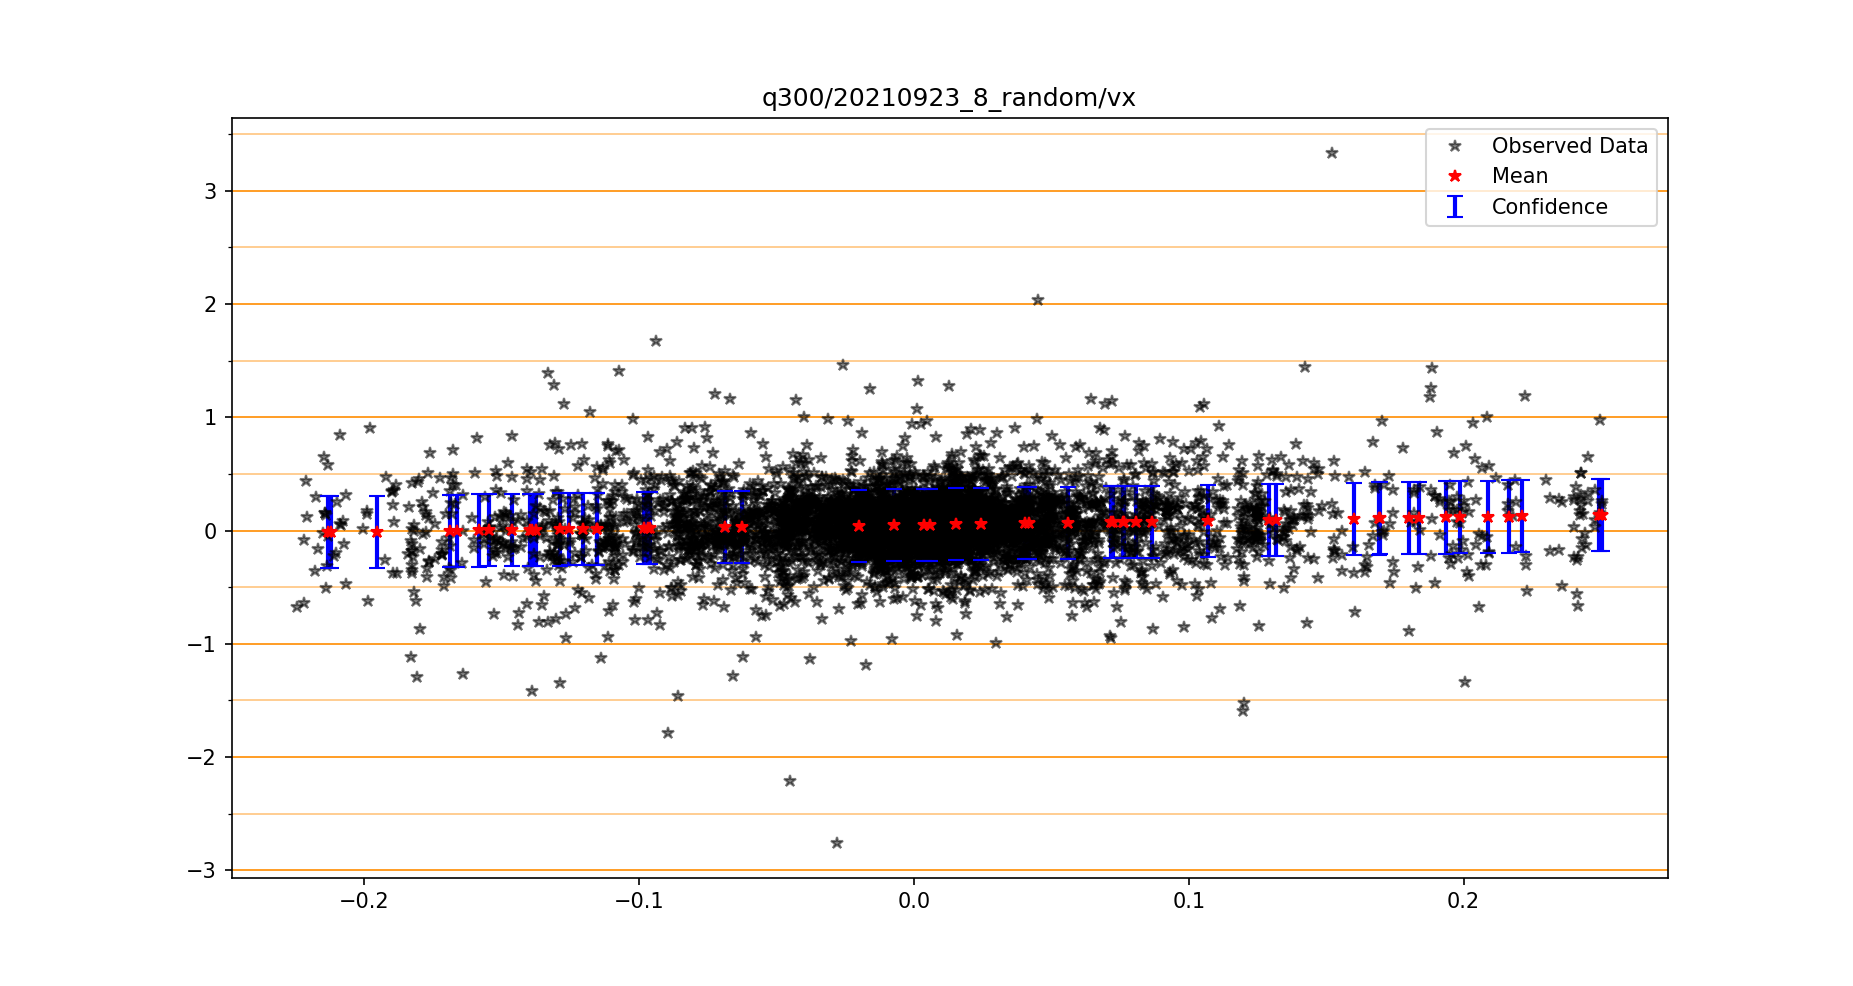 q300/20210923_8_random/vx
Observed Data
Mean
Confidence
3
2
1
0
−1
−2
−3
−0.2 −0.1 0.0 0.1 0.2